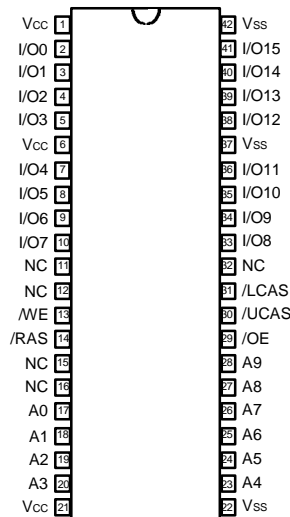 Vcc 1 42 Vss
I/O0 2 41 I/O15
I/O1 3 40 I/O14
I/O2 4 39 I/O13
I/O3 5 38 I/O12
Vcc 6 37 Vss
I/O4 7 36 I/O11
I/O5 8 35 I/O10
I/O6 9 34 I/O9
I/O7 10 33 I/O8
NC 11 32 NC
NC 12 31 /LCAS
/WE 13 30 /UCAS
/RAS 14 29 /OE
NC 15 28 A9
NC 16 27 A8
A0 17 26 A7
A1 18 25 A6
A2 19 24 A5
A3 20 23 A4
Vcc 21 22 Vss